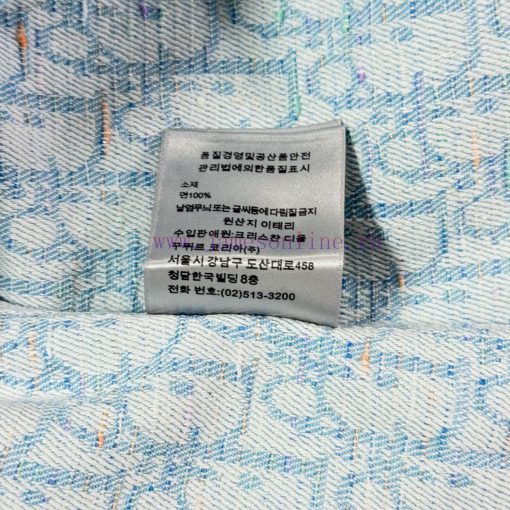 품질경영및공산품안전
관리법에의한품질표시
소재
면100%
날염무늬또는글씨등에다림질금지
원산지 이태리
수입판매원:크리스챤 디올
꾸뛰르 코리아(주)
서울시 강남구 도산대로458
청담한국빌딩 8층
전화 번호:(02)513-3200